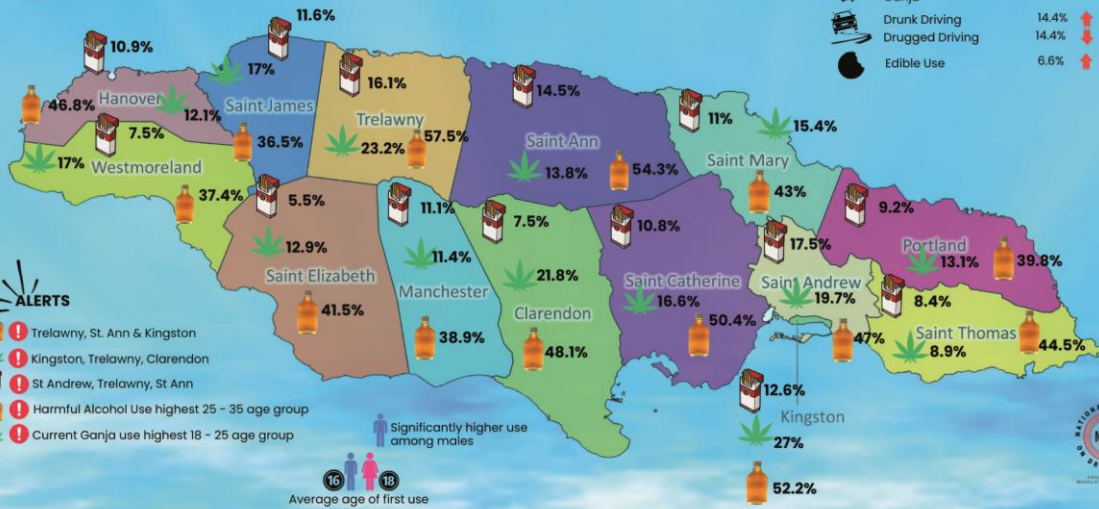 Ganja
Drunk Driving 14.4%
Drugged Driving 14.4%
Edible Use 6.6%
10.9%
46.8%
Hanover
12.1%
11.6%
17%
Saint James
36.5%
7.5%
17%
Westmoreland
37.4%
16.1%
Trelawny
23.2%
57.5%
14.5%
Saint Ann
13.8%
54.3%
11%
15.4%
Saint Mary
43%
5.5%
12.9%
Saint Elizabeth
41.5%
11.1%
11.4%
Manchester
38.9%
7.5%
21.8%
Clarendon
48.1%
10.8%
Saint Catherine
16.6%
50.4%
17.5%
Saint Andrew
19.7%
47%
9.2%
Portland
13.1%
39.8%
8.4%
Saint Thomas
8.9%
44.5%
12.6%
Kingston
27%
52.2%
ALERTS
Trelawny, St. Ann & Kingston
Kingston, Trelawny, Clarendon
St Andrew, Trelawny, St Ann
Harmful Alcohol Use highest 25 - 35 age group
Current Ganja use highest 18 - 25 age group
Significantly higher use
among males
16 18
Average age of first use
NATIONAL